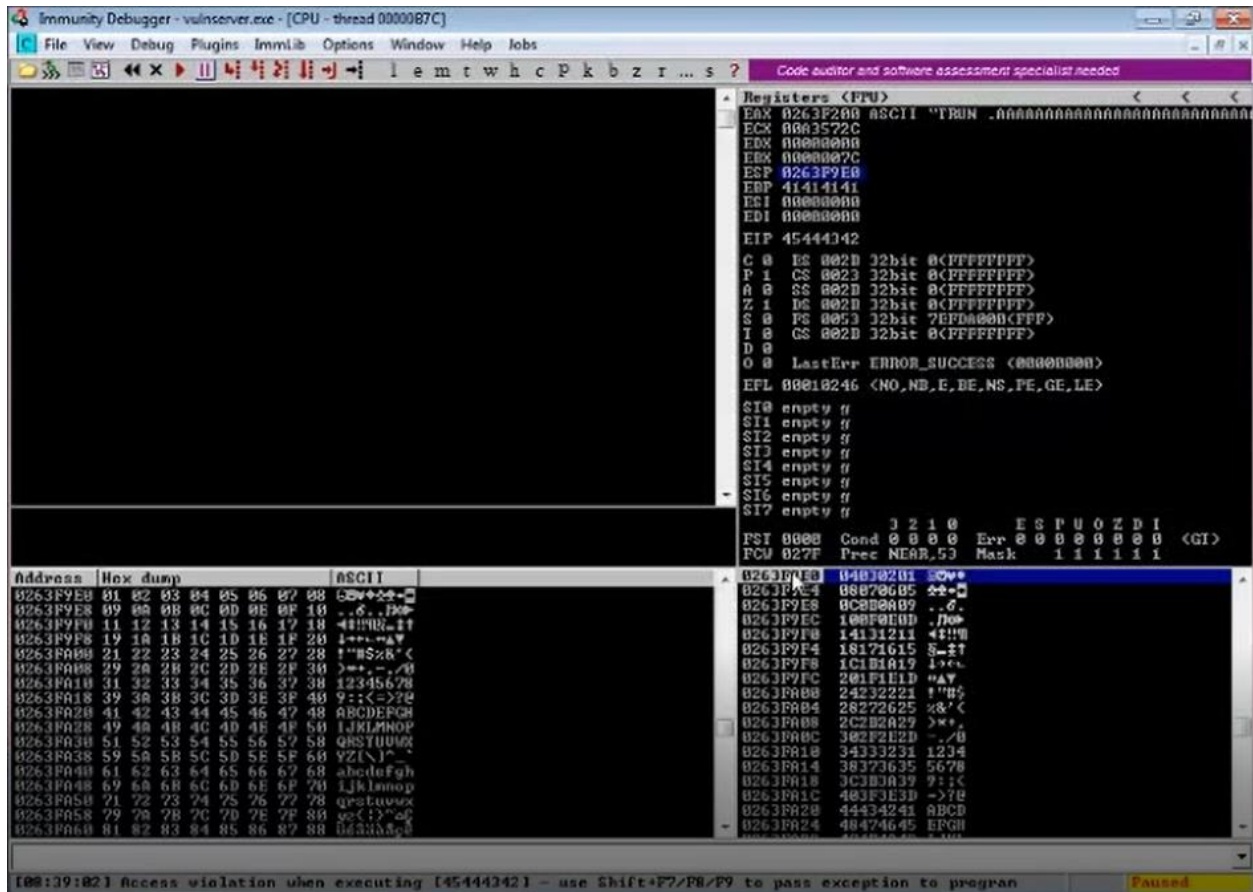 Immunity Debugger - vulnserver.exe - [CPU - thread 00000B7C]
File View Debug Plugins ImmLib Options Window Help Jobs
l e m t w h c P k b z r ... s ?
Code auditor and software assessment specialist needed
Registers (FPU) < < <
EAX 0263F200 ASCII "TRUN .AAAAAAAAAAAAAAAAAAAAAAAAAAAAA
ECX 00A3572C
EDX 00000000
EBX 0000007C
ESP 0263F9E0
EBP 41414141
ESI 00000000
EDI 00000000
EIP 45444342
C 0 ES 002B 32bit 0(FFFFFFFF)
P 1 CS 0023 32bit 0(FFFFFFFF)
A 0 SS 002B 32bit 0(FFFFFFFF)
Z 1 DS 002B 32bit 0(FFFFFFFF)
S 0 FS 0053 32bit 7EFDA000(FFF)
T 0 GS 002B 32bit 0(FFFFFFFF)
D 0
O 0 LastErr ERROR_SUCCESS (00000000)
EFL 00010246 (NO,NB,E,BE,NS,PE,GE,LE)
ST0 empty g
ST1 empty g
ST2 empty g
ST3 empty g
ST4 empty g
ST5 empty g
ST6 empty g
ST7 empty g
3 2 1 0 E S P U O Z D I
FST 0000 Cond 0 0 0 0 Err 0 0 0 0 0 0 0 0 (GT)
FCW 027F Prec NEAR,53 Mask 1 1 1 1 1 1
Address Hex dump ASCII
0263F9E0 01 02 03 04 05 06 07 08
0263F9E8 09 0A 0B 0C 0D 0E 0F 10
0263F9F0 11 12 13 14 15 16 17 18
0263F9F8 19 1A 1B 1C 1D 1E 1F 20
0263FA00 21 22 23 24 25 26 27 28 !"#$%&'(
0263FA08 29 2A 2B 2C 2D 2E 2F 30 )*+,-./0
0263FA10 31 32 33 34 35 36 37 38 12345678
0263FA18 39 3A 3B 3C 3D 3E 3F 40 9:;<=>?@
0263FA20 41 42 43 44 45 46 47 48 ABCDEFGH
0263FA28 49 4A 4B 4C 4D 4E 4F 50 IJKLMNOP
0263FA30 51 52 53 54 55 56 57 58 QRSTUVWX
0263FA38 59 5A 5B 5C 5D 5E 5F 60 YZ[\]^_`
0263FA40 61 62 63 64 65 66 67 68 abcdefgh
0263FA48 69 6A 6B 6C 6D 6E 6F 70 ijklmnop
0263FA50 71 72 73 74 75 76 77 78 qrstuvwx
0263FA58 79 7A 7B 7C 7D 7E 7F 80
0263FA60 81 82 83 84 85 86 87 88
0263F9E0 04030201
0263F9E4 08070605
0263F9E8 0C0B0A09
0263F9EC 100F0E0D
0263F9F0 14131211
0263F9F4 18171615
0263F9F8 1C1B1A19
0263F9FC 201F1E1D
0263FA00 24232221 !"#$
0263FA04 28272625 %&'(
0263FA08 2C2B2A29 )*+,
0263FA0C 302F2E2D -./0
0263FA10 34333231 1234
0263FA14 38373635 5678
0263FA18 3C3B3A39 9:;<
0263FA1C 403F3E3D =>?@
0263FA20 44434241 ABCD
0263FA24 48474645 EFGH
[08:39:02] Access violation when executing [45444342] - use Shift+F7/F8/F9 to pass exception to program
Paused